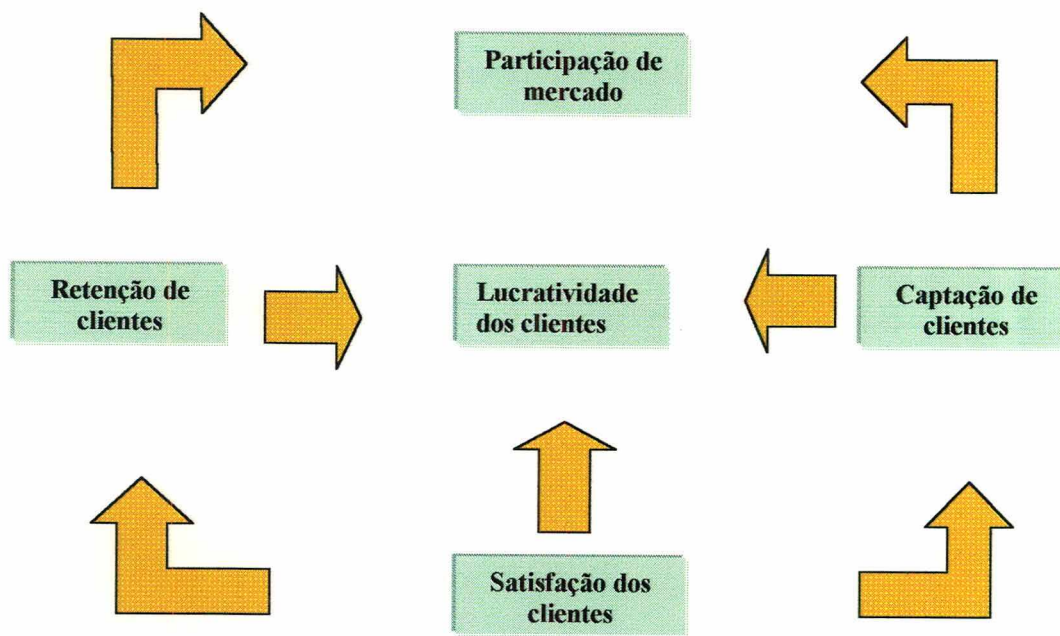 Participação de
mercado
Retenção de
clientes
Lucratividade
dos clientes
Captação de
clientes
Satisfação dos
clientes